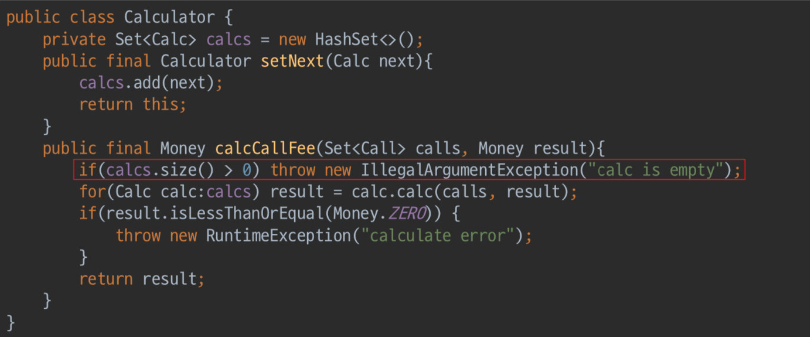 public class Calculator {
    private Set<Calc> calcs = new HashSet<>();
    public final Calculator setNext(Calc next){
        calcs.add(next);
        return this;
    }
    public final Money calcCallFee(Set<Call> calls, Money result){
        if(calcs.size() > 0) throw new IllegalArgumentException("calc is empty");
        for(Calc calc:calcs) result = calc.calc(calls, result);
        if(result.isLessThanOrEqual(Money.ZERO)) {
            throw new RuntimeException("calculate error");
        }
        return result;
    }
}